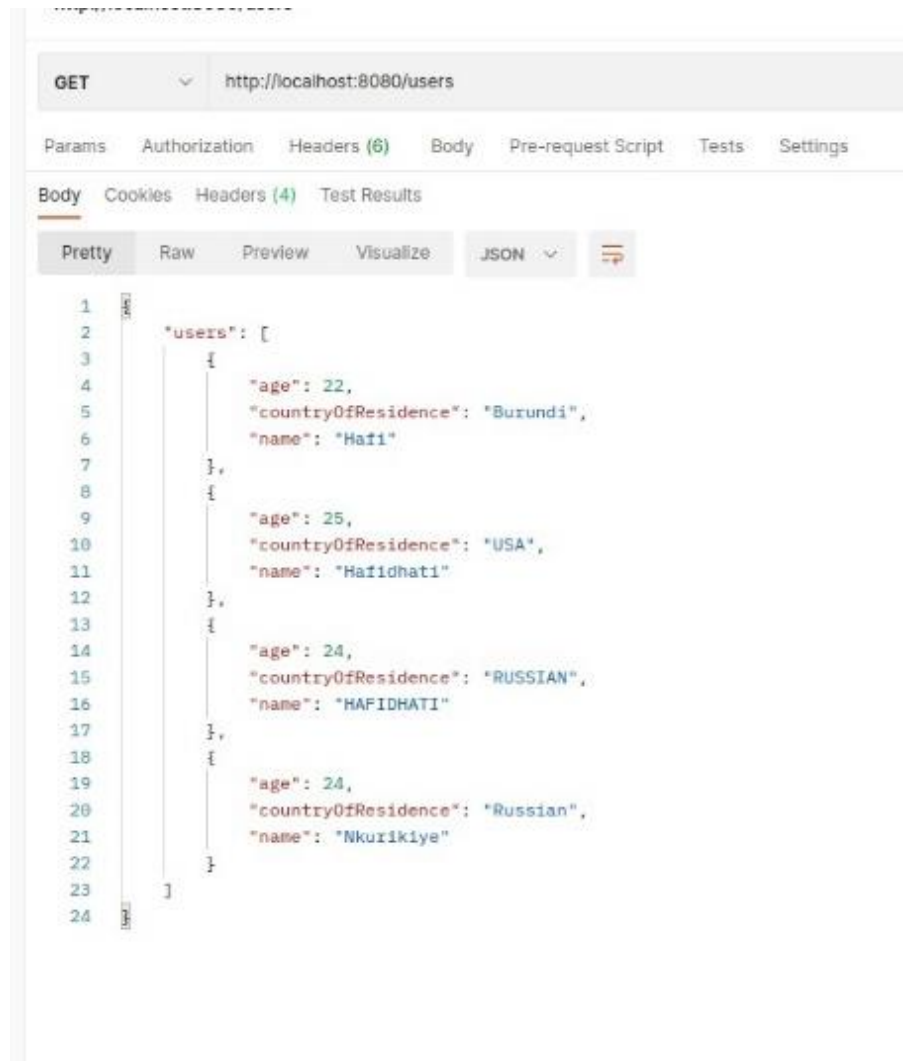 GET http://localhost:8080/users
Params Authorization Headers (6) Body Pre-request Script Tests Settings
Body Cookies Headers (4) Test Results
Pretty Raw Preview Visualize JSON
1 {
2 "users": [
3 {
4 "age": 22,
5 "countryOfResidence": "Burundi",
6 "name": "Hafi"
7 },
8 {
9 "age": 25,
10 "countryOfResidence": "USA",
11 "name": "Hafidhati"
12 },
13 {
14 "age": 24,
15 "countryOfResidence": "RUSSIAN",
16 "name": "HAFIDHATI"
17 },
18 {
19 "age": 24,
20 "countryOfResidence": "Russian",
21 "name": "Nkurikiye"
22 }
23 ]
24 }